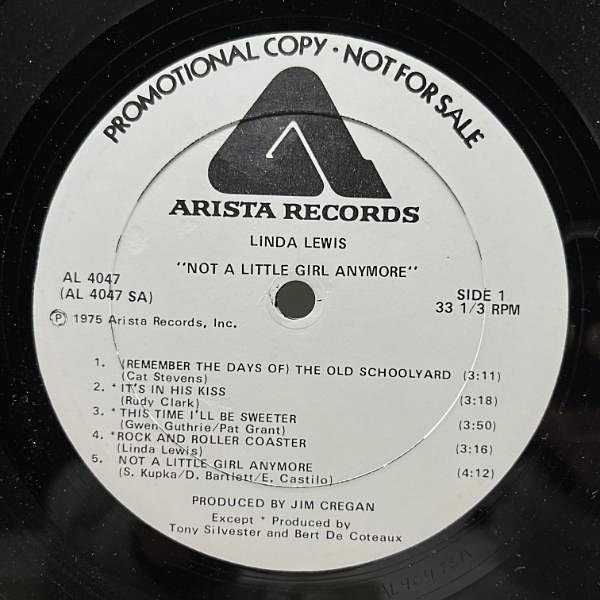 PROMOTIONAL COPY · NOT FOR SALE
ARISTA RECORDS
LINDA LEWIS
"NOT A LITTLE GIRL ANYMORE"
AL 4047
(AL 4047 SA)
SIDE 1
33 1/3 RPM
Ⓟ 1975 Arista Records, Inc.
1. (REMEMBER THE DAYS OF) THE OLD SCHOOLYARD (3:11)
(Cat Stevens)
2. * IT'S IN HIS KISS (3:18)
(Rudy Clark)
3. * THIS TIME I'LL BE SWEETER (3:50)
(Gwen Guthrie/Pat Grant)
4. * ROCK AND ROLLER COASTER (3:16)
(Linda Lewis)
5. NOT A LITTLE GIRL ANYMORE (4:12)
(S. Kupka/D. Bartlett/E. Castilo)
PRODUCED BY JIM CREGAN
Except * Produced by
Tony Silvester and Bert De Coteaux